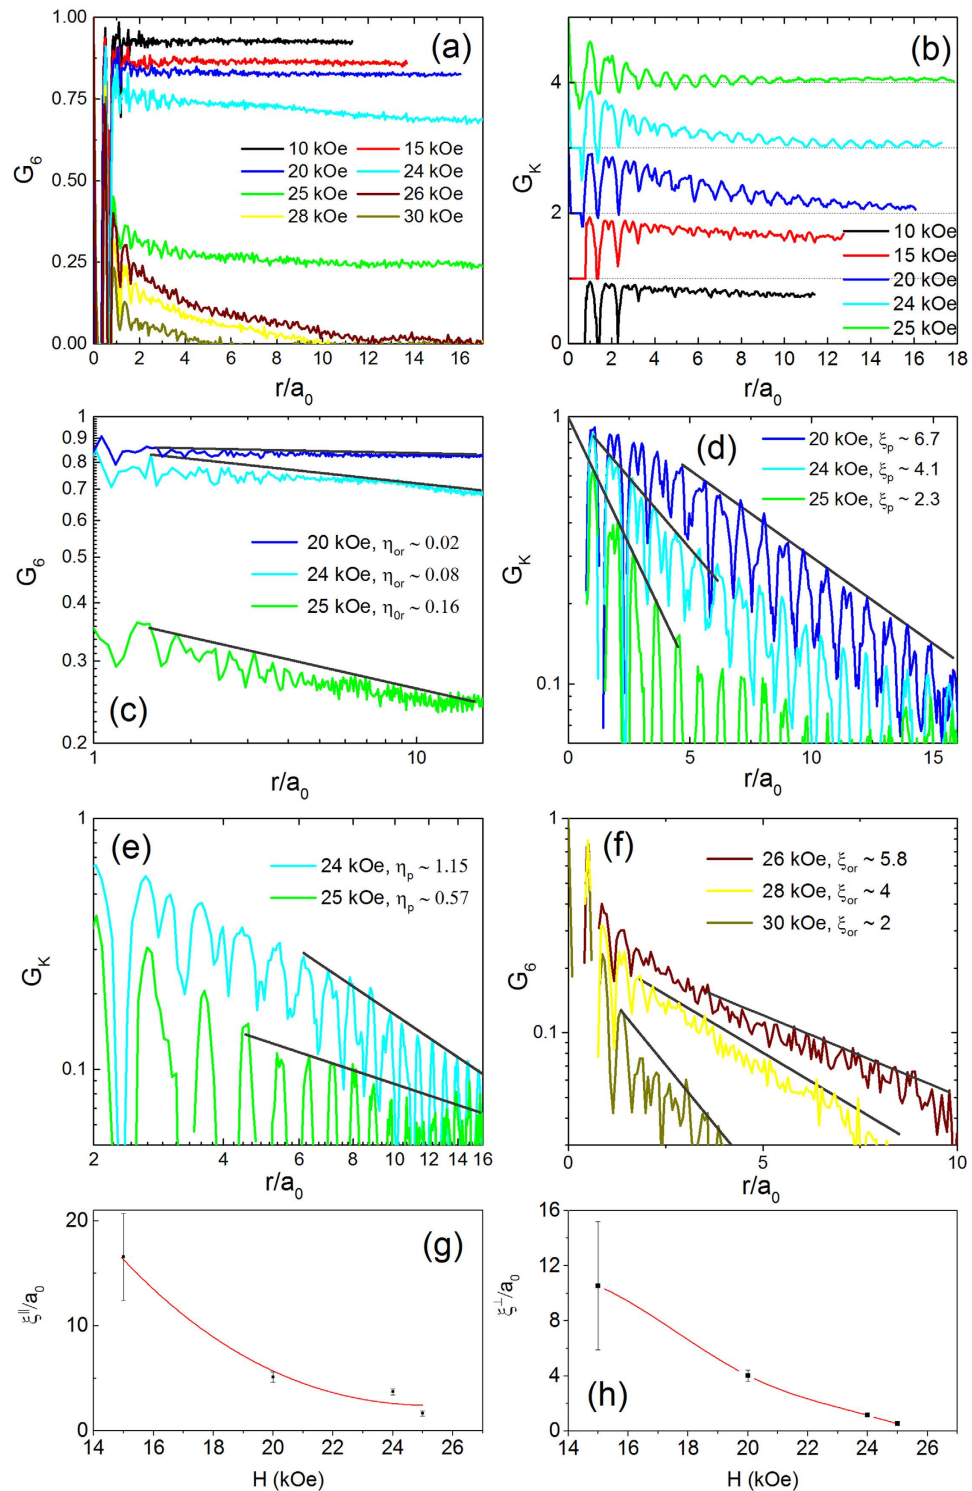 (a)
1.00
0.75
0.50
0.25
0.00
G6
10 kOe 15 kOe
20 kOe 24 kOe
25 kOe 26 kOe
28 kOe 30 kOe
0 2 4 6 8 10 12 14 16
r/a0
(b)
4
2
0
GK
10 kOe
15 kOe
20 kOe
24 kOe
25 kOe
0 2 4 6 8 10 12 14 16 18
r/a0
1
0.9
0.8
0.7
0.6
0.5
0.4
0.3
0.2
G6
20 kOe, ηor ~ 0.02
24 kOe, ηor ~ 0.08
25 kOe, η0r ~ 0.16
(c)
1 10
r/a0
(d)
1
0.1
GK
20 kOe, ξp ~ 6.7
24 kOe, ξp ~ 4.1
25 kOe, ξp ~ 2.3
0 5 10 15
r/a0
(e)
1
0.1
GK
24 kOe, ηp ~ 1.15
25 kOe, ηp ~ 0.57
2 4 6 8 10 12 14 16
r/a0
(f)
1
0.1
G6
26 kOe, ξor ~ 5.8
28 kOe, ξor ~ 4
30 kOe, ξor ~ 2
0 5 10
r/a0
(g)
20
10
0
ξ||/a0
14 16 18 20 22 24 26
H (kOe)
16
12
8
4
0
ξ⊥/a0
(h)
14 16 18 20 22 24 26
H (kOe)